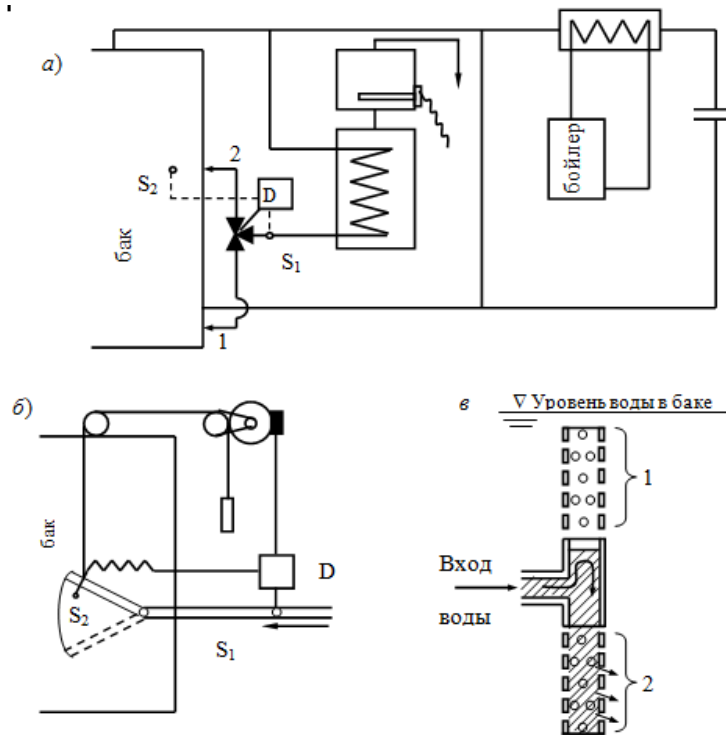 а)
2
S2
D
бойлер
бак
S1
1
б)
в
∇ Уровень воды в баке
1
бак
Вход
D
S2
воды
S1
2